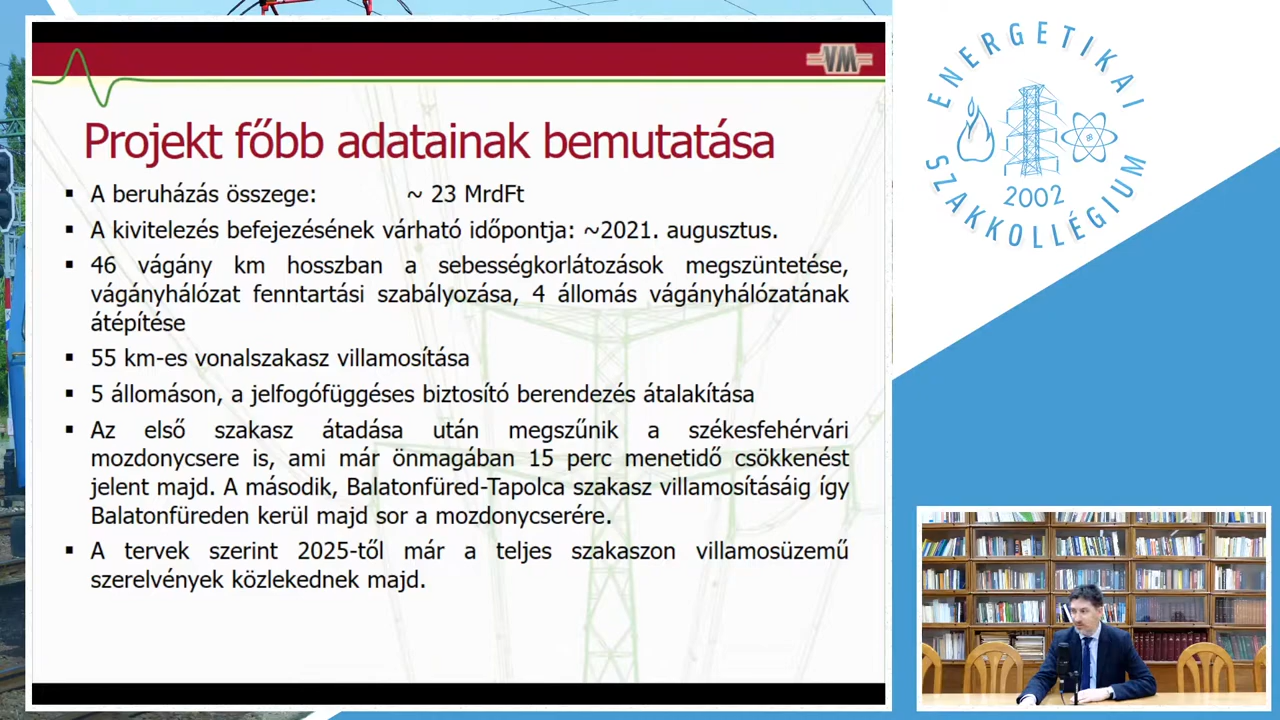 VM
ENERGETIKAI
SZAKKOLLÉGIUM
2002
Projekt főbb adatainak bemutatása
▪ A beruházás összege: ~ 23 MrdFt
▪ A kivitelezés befejezésének várható időpontja: ~2021. augusztus.
▪ 46 vágány km hosszban a sebességkorlátozások megszüntetése,
vágányhálózat fenntartási szabályozása, 4 állomás vágányhálózatának
átépítése
▪ 55 km-es vonalszakasz villamosítása
▪ 5 állomáson, a jelfogófüggéses biztosító berendezés átalakítása
▪ Az első szakasz átadása után megszűnik a székesfehérvári
mozdonycsere is, ami már önmagában 15 perc menetidő csökkenést
jelent majd. A második, Balatonfüred-Tapolca szakasz villamosításáig így
Balatonfüreden kerül majd sor a mozdonycserére.
▪ A tervek szerint 2025-től már a teljes szakaszon villamosüzemű
szerelvények közlekednek majd.